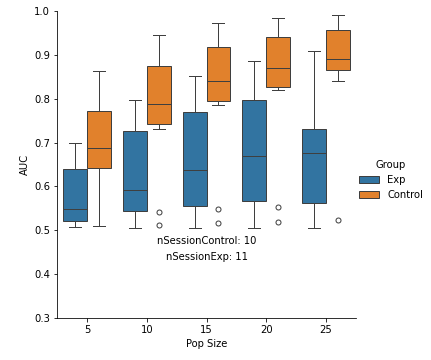 1.0
0.9
0.8
0.7
0.6
0.5
0.4
0.3
AUC
nSessionControl: 10
nSessionExp: 11
5 10 15 20 25
Pop Size
Group
Exp
Control